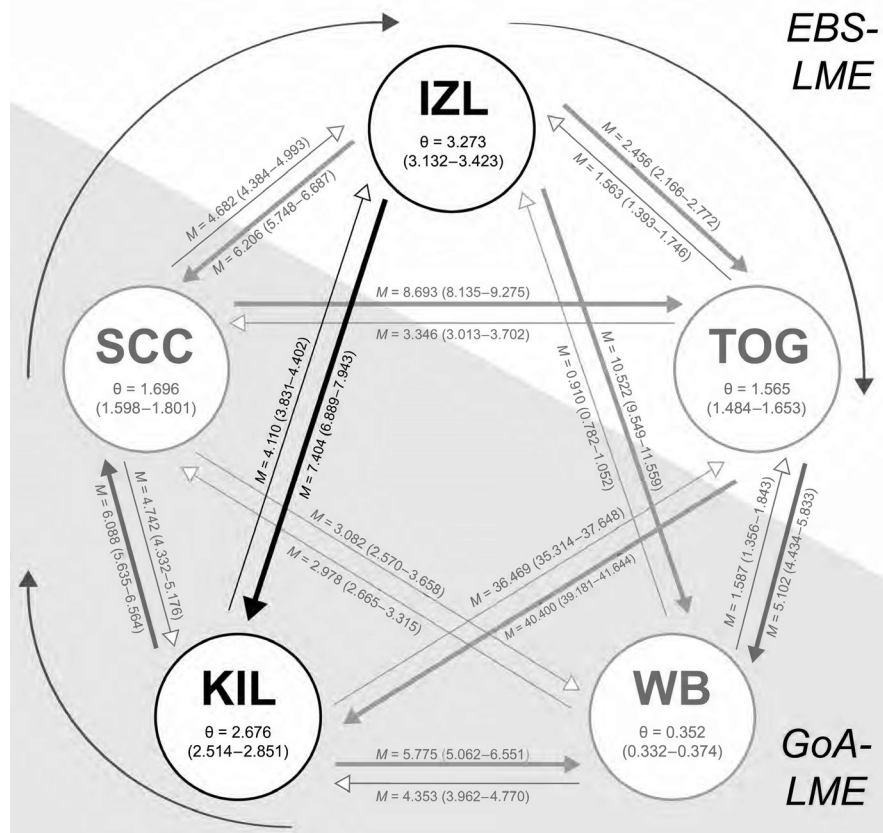 EBS-
LME
IZL
θ = 3.273
(3.132–3.423)
M = 4.682 (4.384–4.993)
M = 6.206 (5.748–6.687)
M = 2.456 (2.166–2.772)
M = 1.563 (1.393–1.746)
SCC
θ = 1.696
(1.598–1.801)
M = 8.693 (8.135–9.275)
M = 3.346 (3.013–3.702)
TOG
θ = 1.565
(1.484–1.653)
M = 4.110 (3.831–4.402)
M = 7.404 (6.889–7.943)
M = 0.910 (0.782–1.052)
M = 10.522 (9.549–11.559)
M = 6.088 (5.635–6.564)
M = 4.742 (4.332–5.176)
M = 3.082 (2.570–3.658)
M = 2.978 (2.665–3.315)
M = 36.469 (35.314–37.648)
M = 40.400 (39.181–41.644)
M = 1.587 (1.356–1.843)
M = 5.102 (4.434–5.833)
KIL
θ = 2.676
(2.514–2.851)
M = 5.775 (5.062–6.551)
M = 4.353 (3.962–4.770)
WB
θ = 0.352
(0.332–0.374)
GoA-
LME